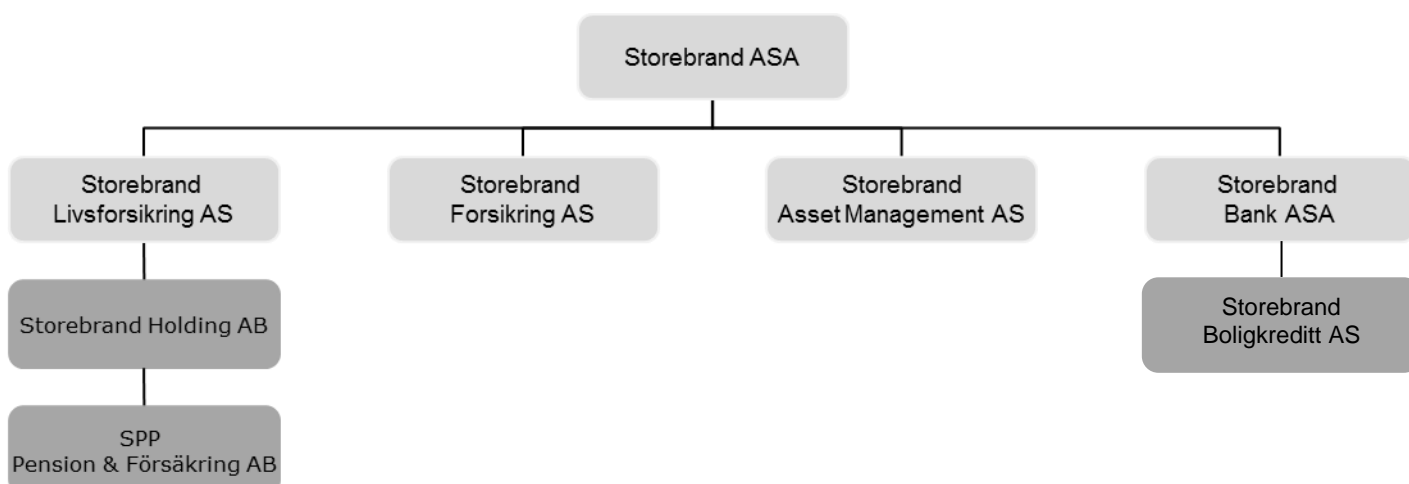 Storebrand ASA
Storebrand
Livsforsikring AS
Storebrand
Forsikring AS
Storebrand
Asset Management AS
Storebrand
Bank ASA
Storebrand Holding AB
Storebrand
Boligkreditt AS
SPP
Pension & Försäkring AB